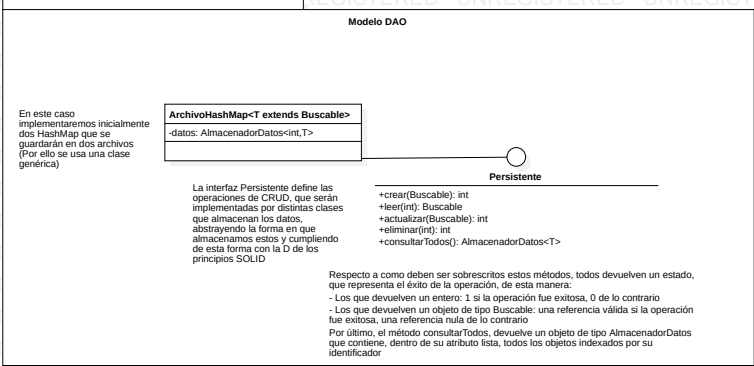 REGISTERED UNREGISTERED UNREGIST
Modelo DAO
En este caso
implementaremos inicialmente
dos HashMap que se
guardarán en dos archivos
(Por ello se usa una clase
genérica)
ArchivoHashMap<T extends Buscable>
-datos: AlmacenadorDatos<int,T>
Persistente
+crear(Buscable): int
+leer(int): Buscable
+actualizar(Buscable): int
+eliminar(int): int
+consultarTodos(): AlmacenadorDatos<T>
La interfaz Persistente define las
operaciones de CRUD, que serán
implementadas por distintas clases
que almacenan los datos,
abstrayendo la forma en que
almacenamos estos y cumpliendo
de esta forma con la D de los
principios SOLID
Respecto a como deben ser sobrescritos estos métodos, todos devuelven un estado,
que representa el éxito de la operación, de esta manera:
- Los que devuelven un entero: 1 si la operación fue exitosa, 0 de lo contrario
- Los que devuelven un objeto de tipo Buscable: una referencia válida si la operación
fue exitosa, una referencia nula de lo contrario
Por último, el método consultarTodos, devuelve un objeto de tipo AlmacenadorDatos
que contiene, dentro de su atributo lista, todos los objetos indexados por su
identificador